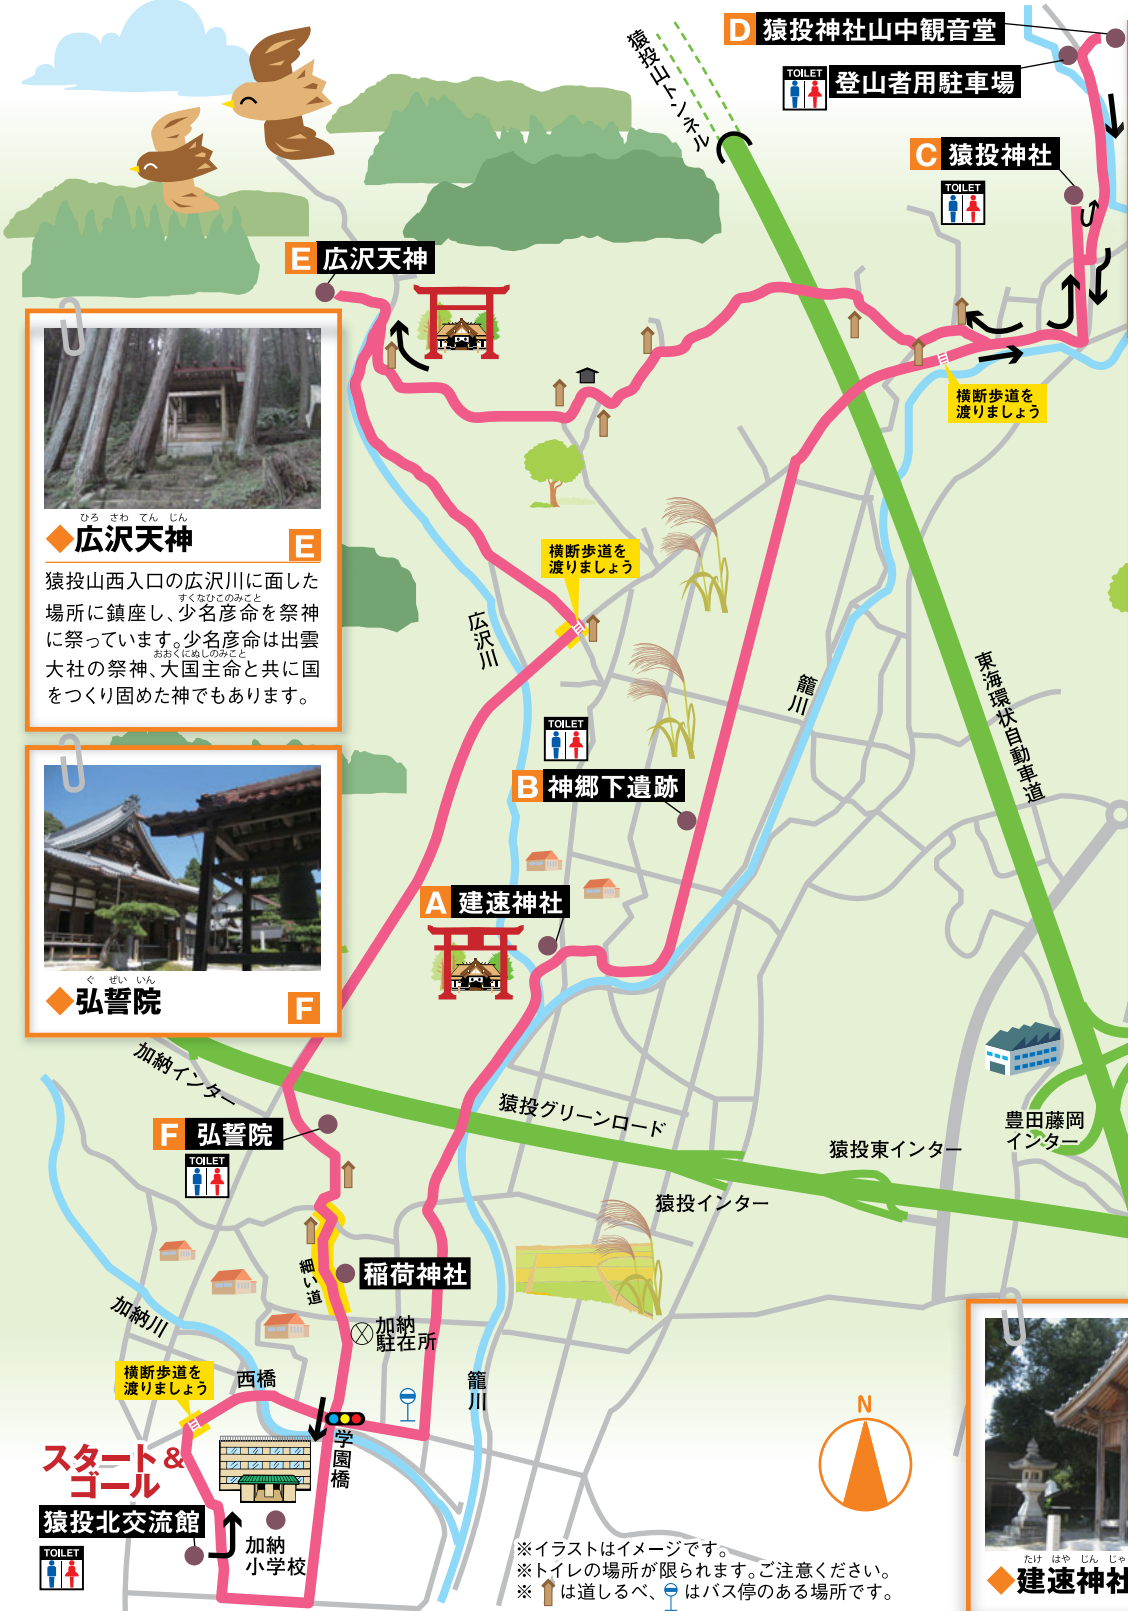 猿投山トンネル
D 猿投神社山中観音堂
TOILET
登山者用駐車場
C 猿投神社
TOILET
E 広沢天神
横断歩道を
渡りましょう
ひろ さわ てん じん
◆広沢天神
E
猿投山西入口の広沢川に面した
すくなひこのみこと
場所に鎮座し、少名彦命を祭神
に祭っています。少名彦命は出雲
おおくにぬしのみこと
大社の祭神、大国主命と共に国
をつくり固めた神でもあります。
横断歩道を
渡りましょう
広沢川
籠川
東海環状自動車道
TOILET
B 神郷下遺跡
A 建速神社
ぐ ぜい いん
◆弘誓院
F
加納インター
猿投グリーンロード
豊田藤岡
インター
猿投東インター
猿投インター
F 弘誓院
TOILET
細い道
稲荷神社
加納川
加納
駐在所
横断歩道を
渡りましょう
西橋
籠川
学園橋
N
スタート&
ゴール
猿投北交流館
TOILET
加納
小学校
※イラストはイメージです。
※トイレの場所が限られます。ご注意ください。
※ は道しるべ、 はバス停のある場所です。
たけ はや じん じゃ
◆建速神社